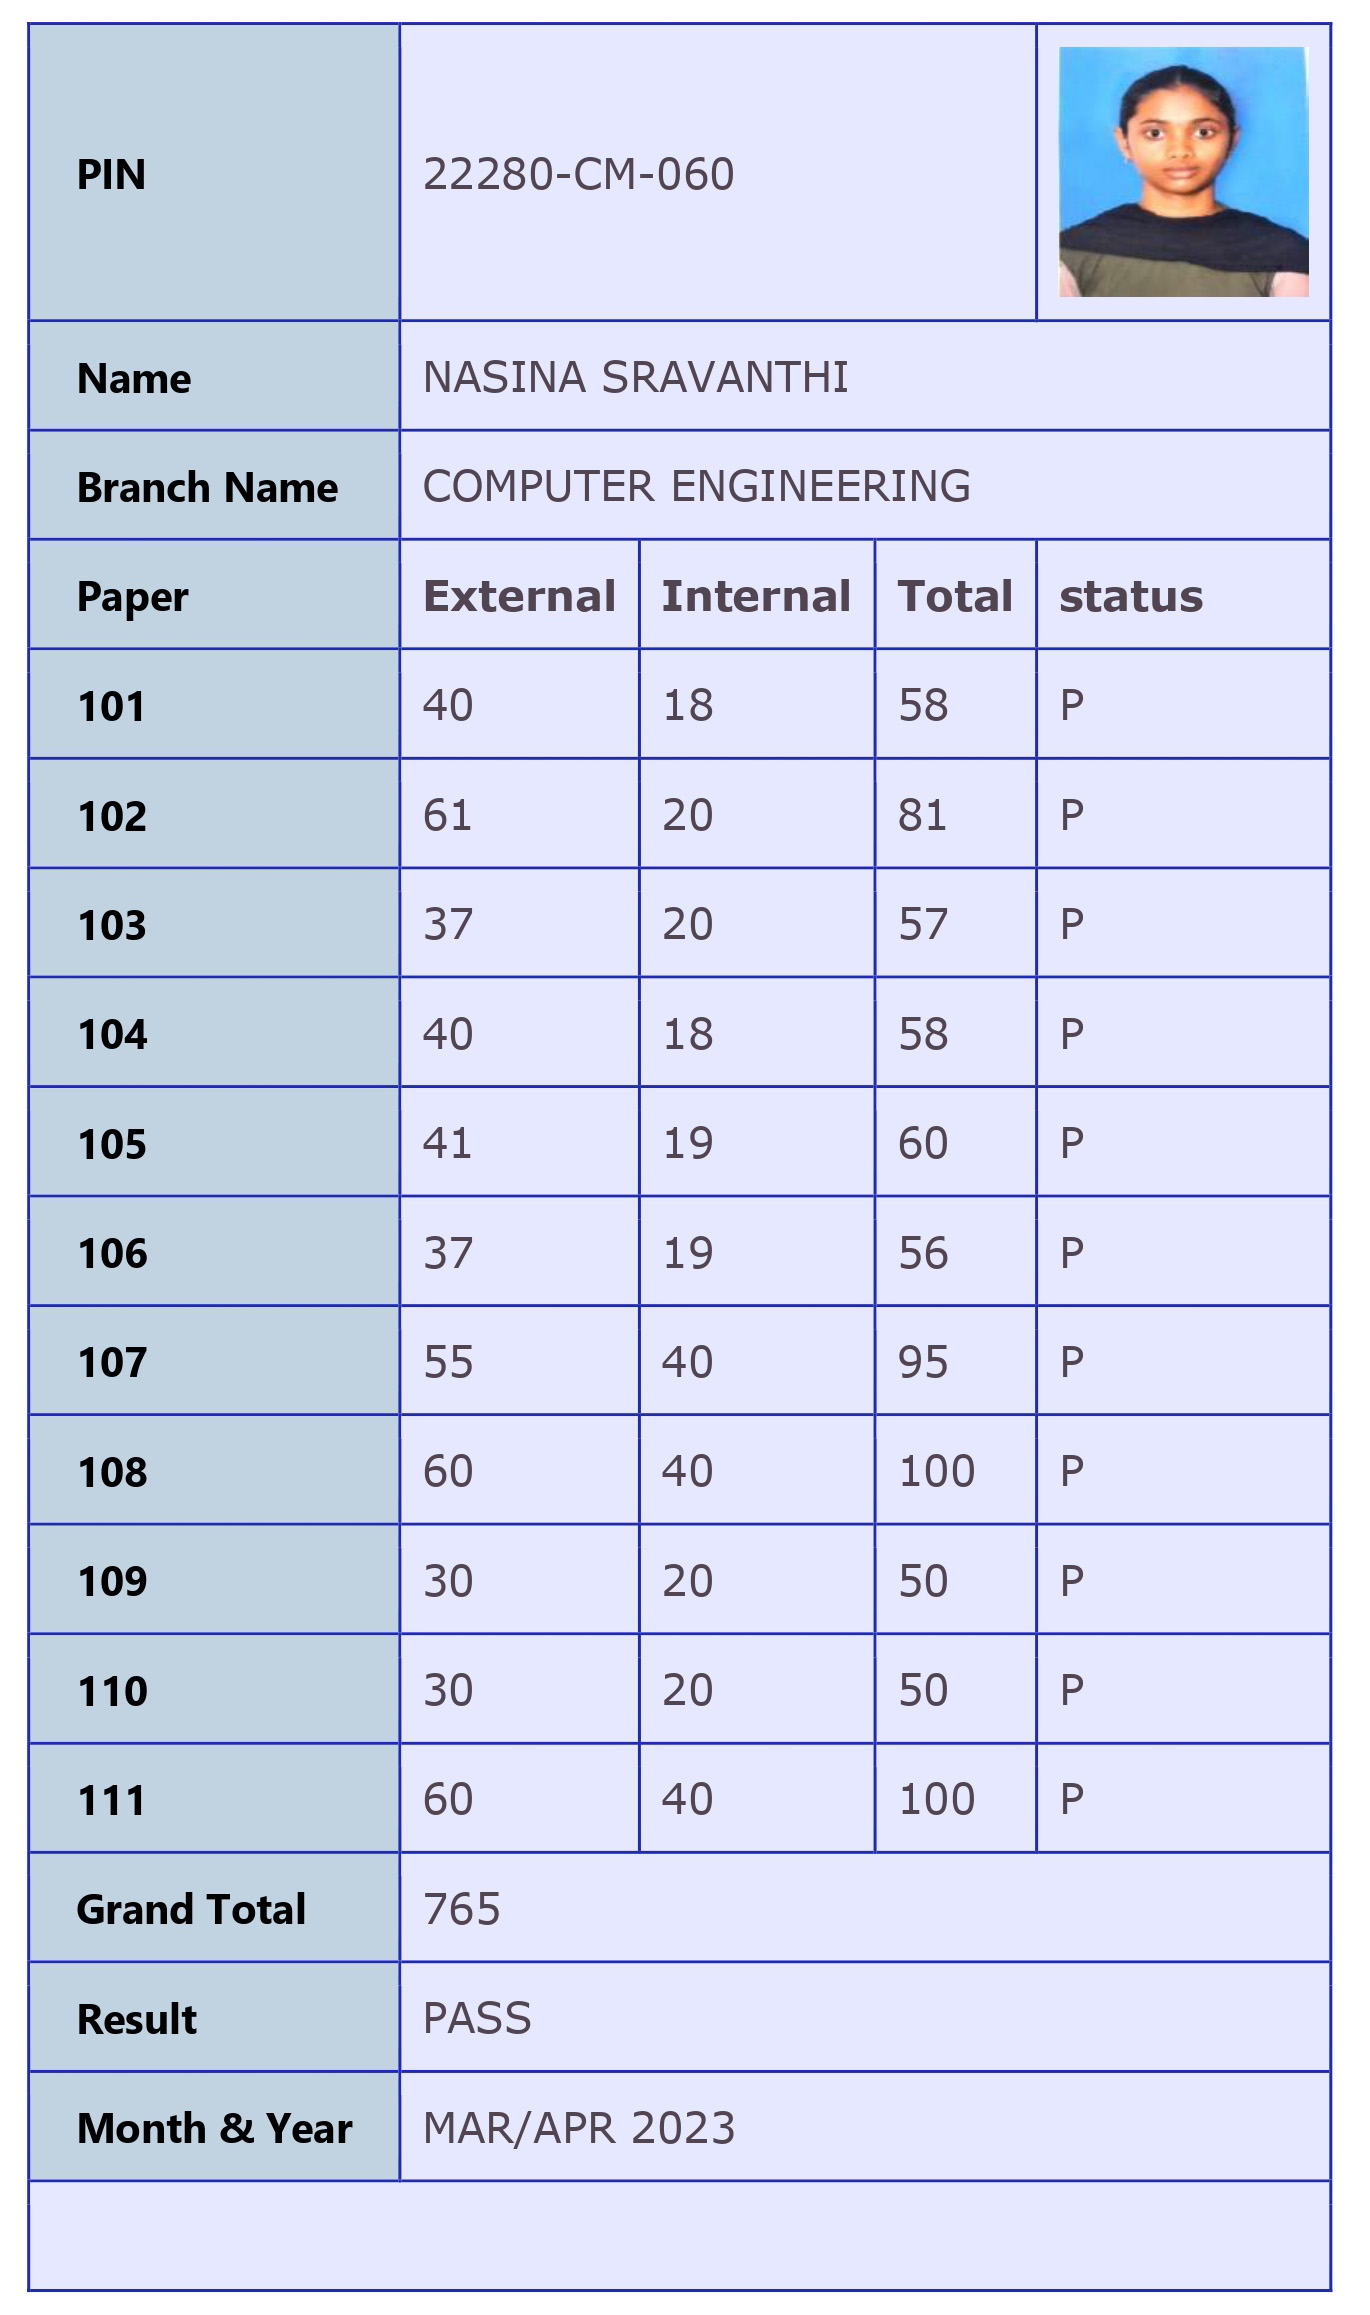 PIN 22280-CM-060
Name NASINA SRAVANTHI
Branch Name COMPUTER ENGINEERING
Paper External Internal Total status
101 40 18 58 P
102 61 20 81 P
103 37 20 57 P
104 40 18 58 P
105 41 19 60 P
106 37 19 56 P
107 55 40 95 P
108 60 40 100 P
109 30 20 50 P
110 30 20 50 P
111 60 40 100 P
Grand Total 765
Result PASS
Month & Year MAR/APR 2023